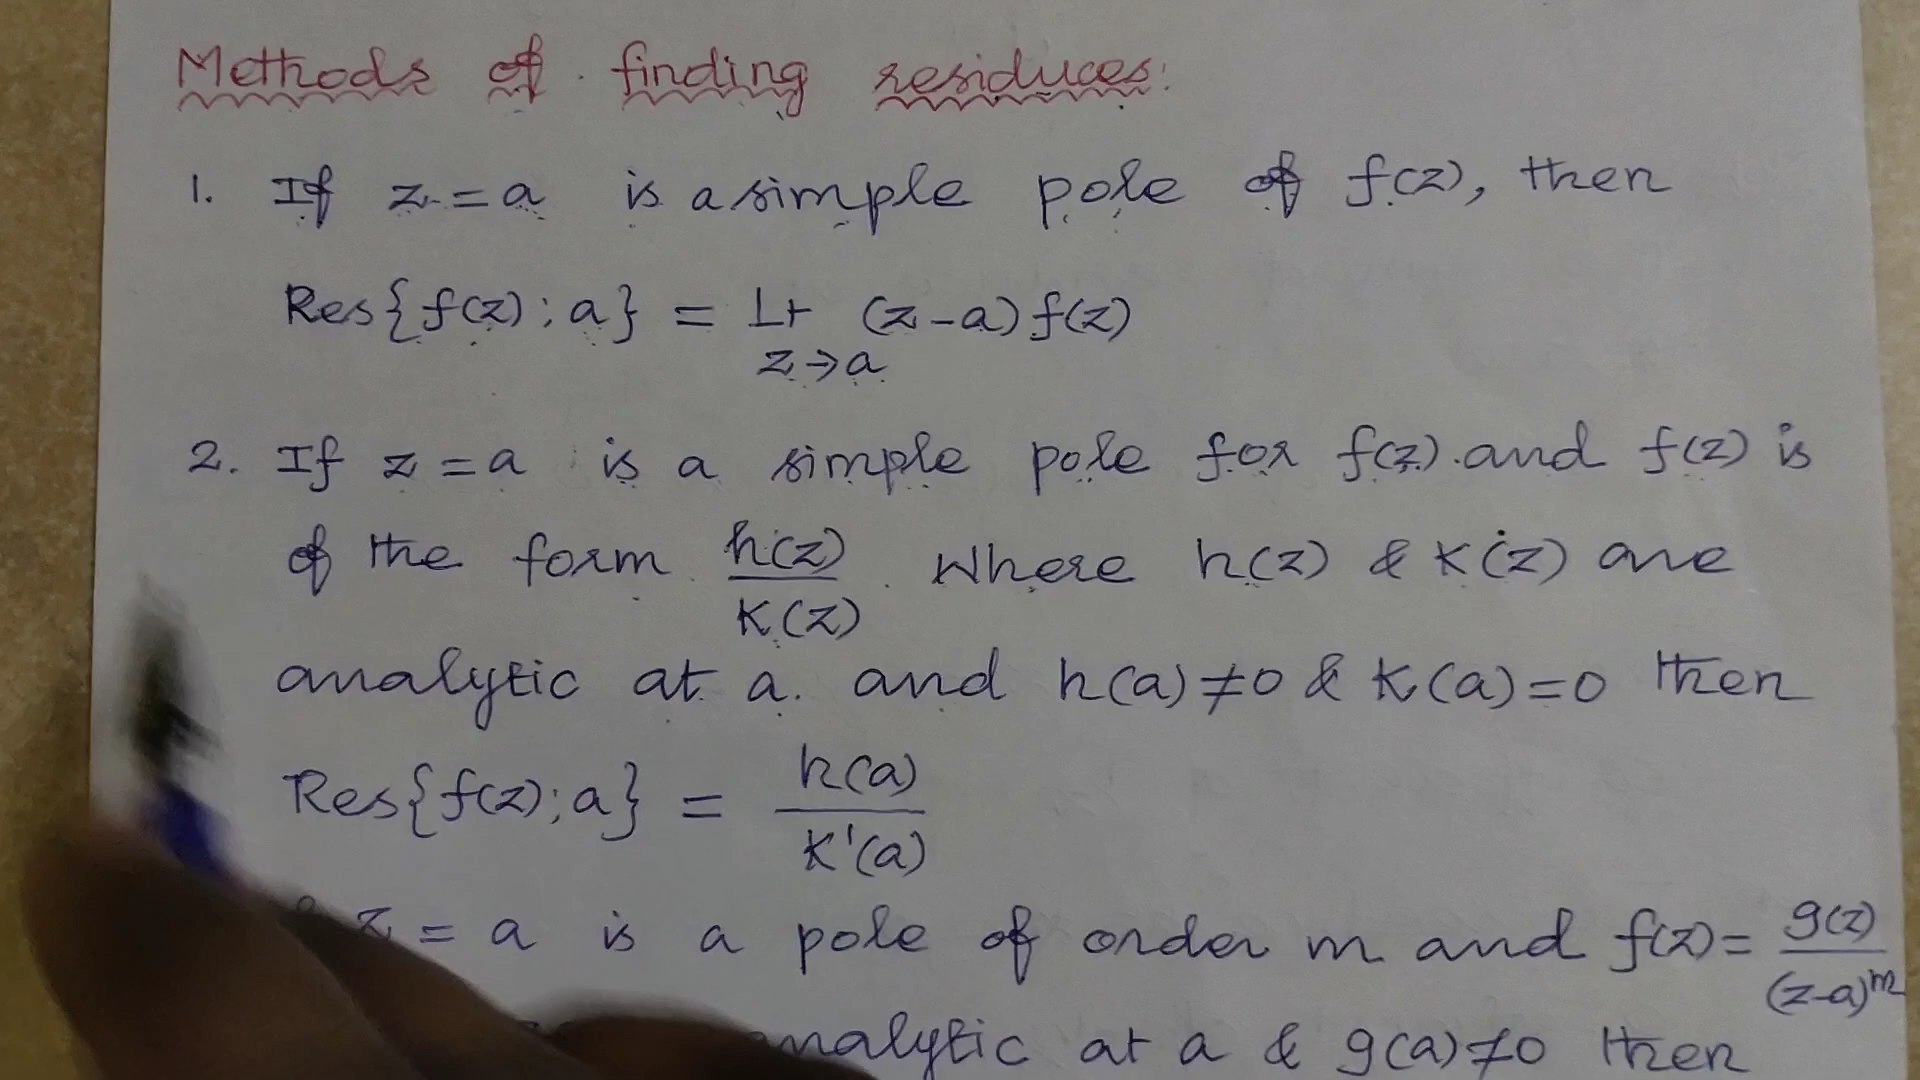 Methods of finding residues:
1. If z = a is a simple pole of f(z), then
Res{f(z); a} = Lt (z-a) f(z)
z→a
2. If z = a is a simple pole for f(z) and f(z) is
of the form h(z)/K(z) Where h(z) & K(z) are
analytic at a. and h(a)≠0 & K(a)=0 then
Res{f(z); a} = h(a)/K'(a)
z = a is a pole of order m and f(z) = g(z)/(z-a)^m
analytic at a & g(a)≠0 then